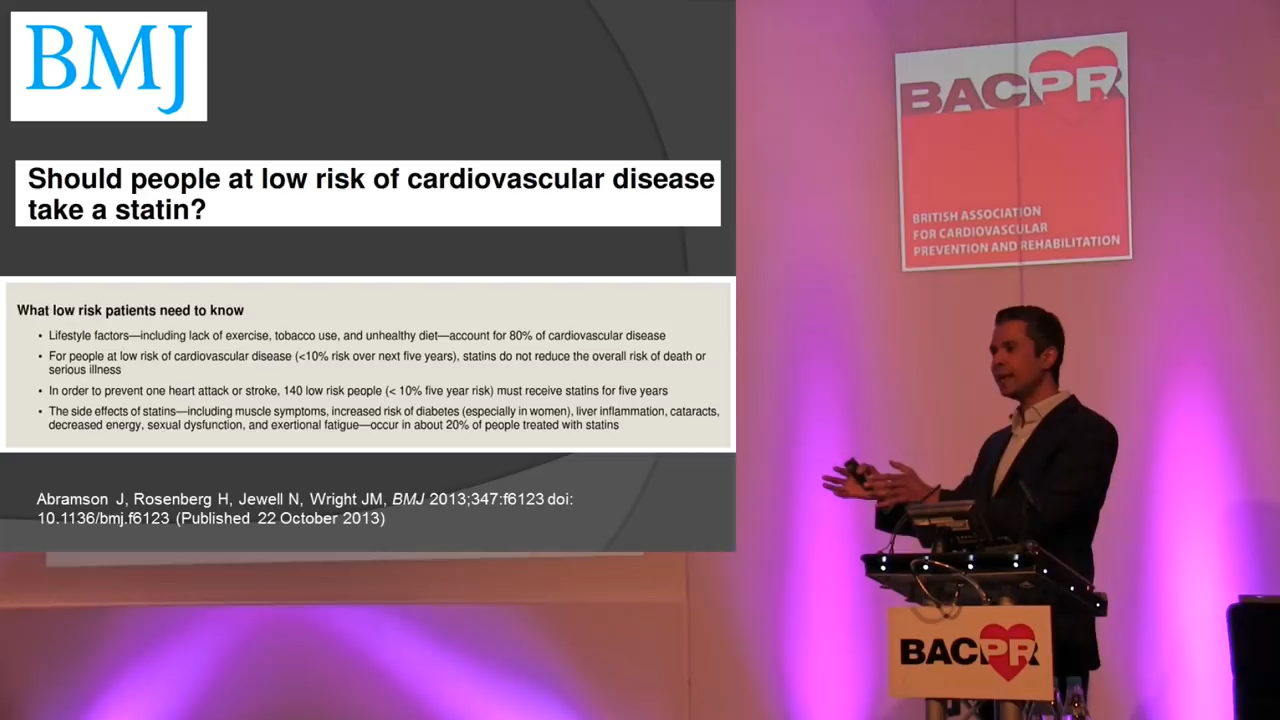 BMJ
Should people at low risk of cardiovascular disease
take a statin?
What low risk patients need to know
• Lifestyle factors—including lack of exercise, tobacco use, and unhealthy diet—account for 80% of cardiovascular disease
• For people at low risk of cardiovascular disease (<10% risk over next five years), statins do not reduce the overall risk of death or
serious illness
• In order to prevent one heart attack or stroke, 140 low risk people (< 10% five year risk) must receive statins for five years
• The side effects of statins—including muscle symptoms, increased risk of diabetes (especially in women), liver inflammation, cataracts,
decreased energy, sexual dysfunction, and exertional fatigue—occur in about 20% of people treated with statins
Abramson J, Rosenberg H, Jewell N, Wright JM, BMJ 2013;347:f6123 doi:
10.1136/bmj.f6123 (Published 22 October 2013)
BACPR
BRITISH ASSOCIATION
FOR CARDIOVASCULAR
PREVENTION AND REHABILITATION
BACPR